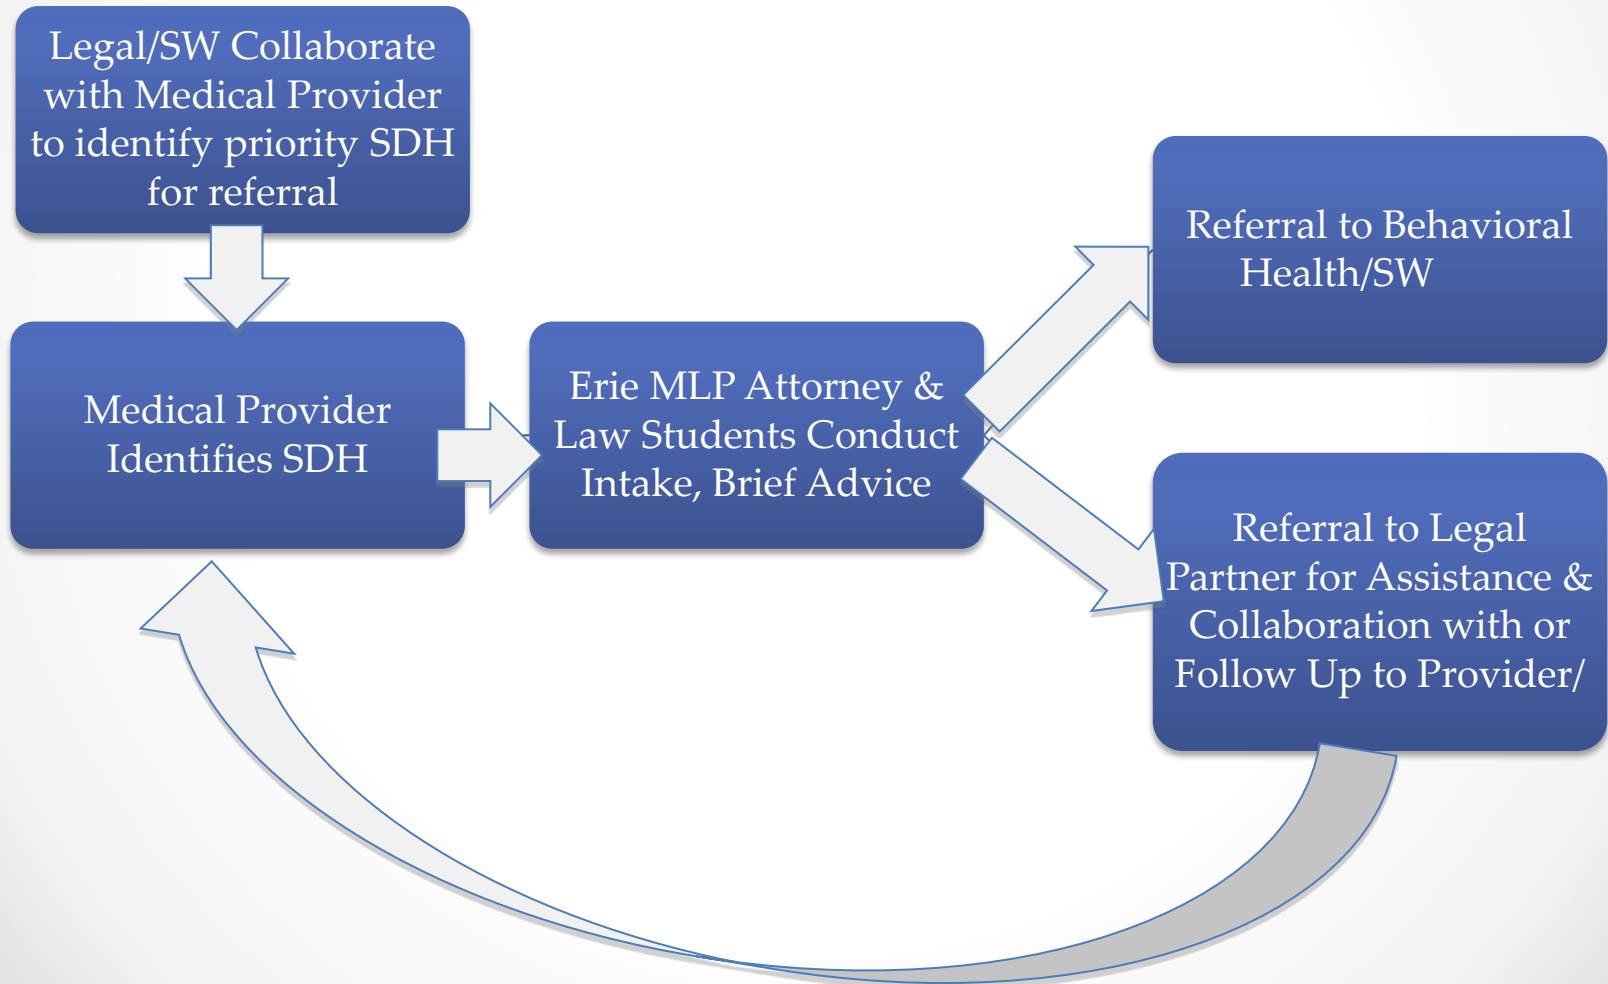 Legal/SW Collaborate
with Medical Provider
to identify priority SDH
for referral
Medical Provider
Identifies SDH
Erie MLP Attorney &
Law Students Conduct
Intake, Brief Advice
Referral to Behavioral
Health/SW
Referral to Legal
Partner for Assistance &
Collaboration with or
Follow Up to Provider/